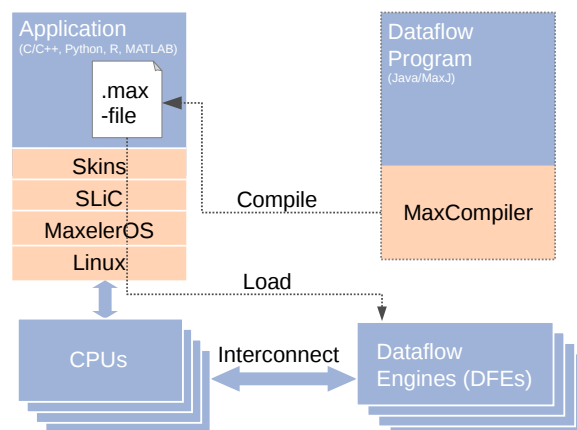 Application
(C/C++, Python, R, MATLAB)
.max
-file
Skins
SLiC
MaxelerOS
Linux
Dataflow
Program
(Java/MaxJ)
MaxCompiler
Compile
Load
CPUs
Interconnect
Dataflow
Engines (DFEs)